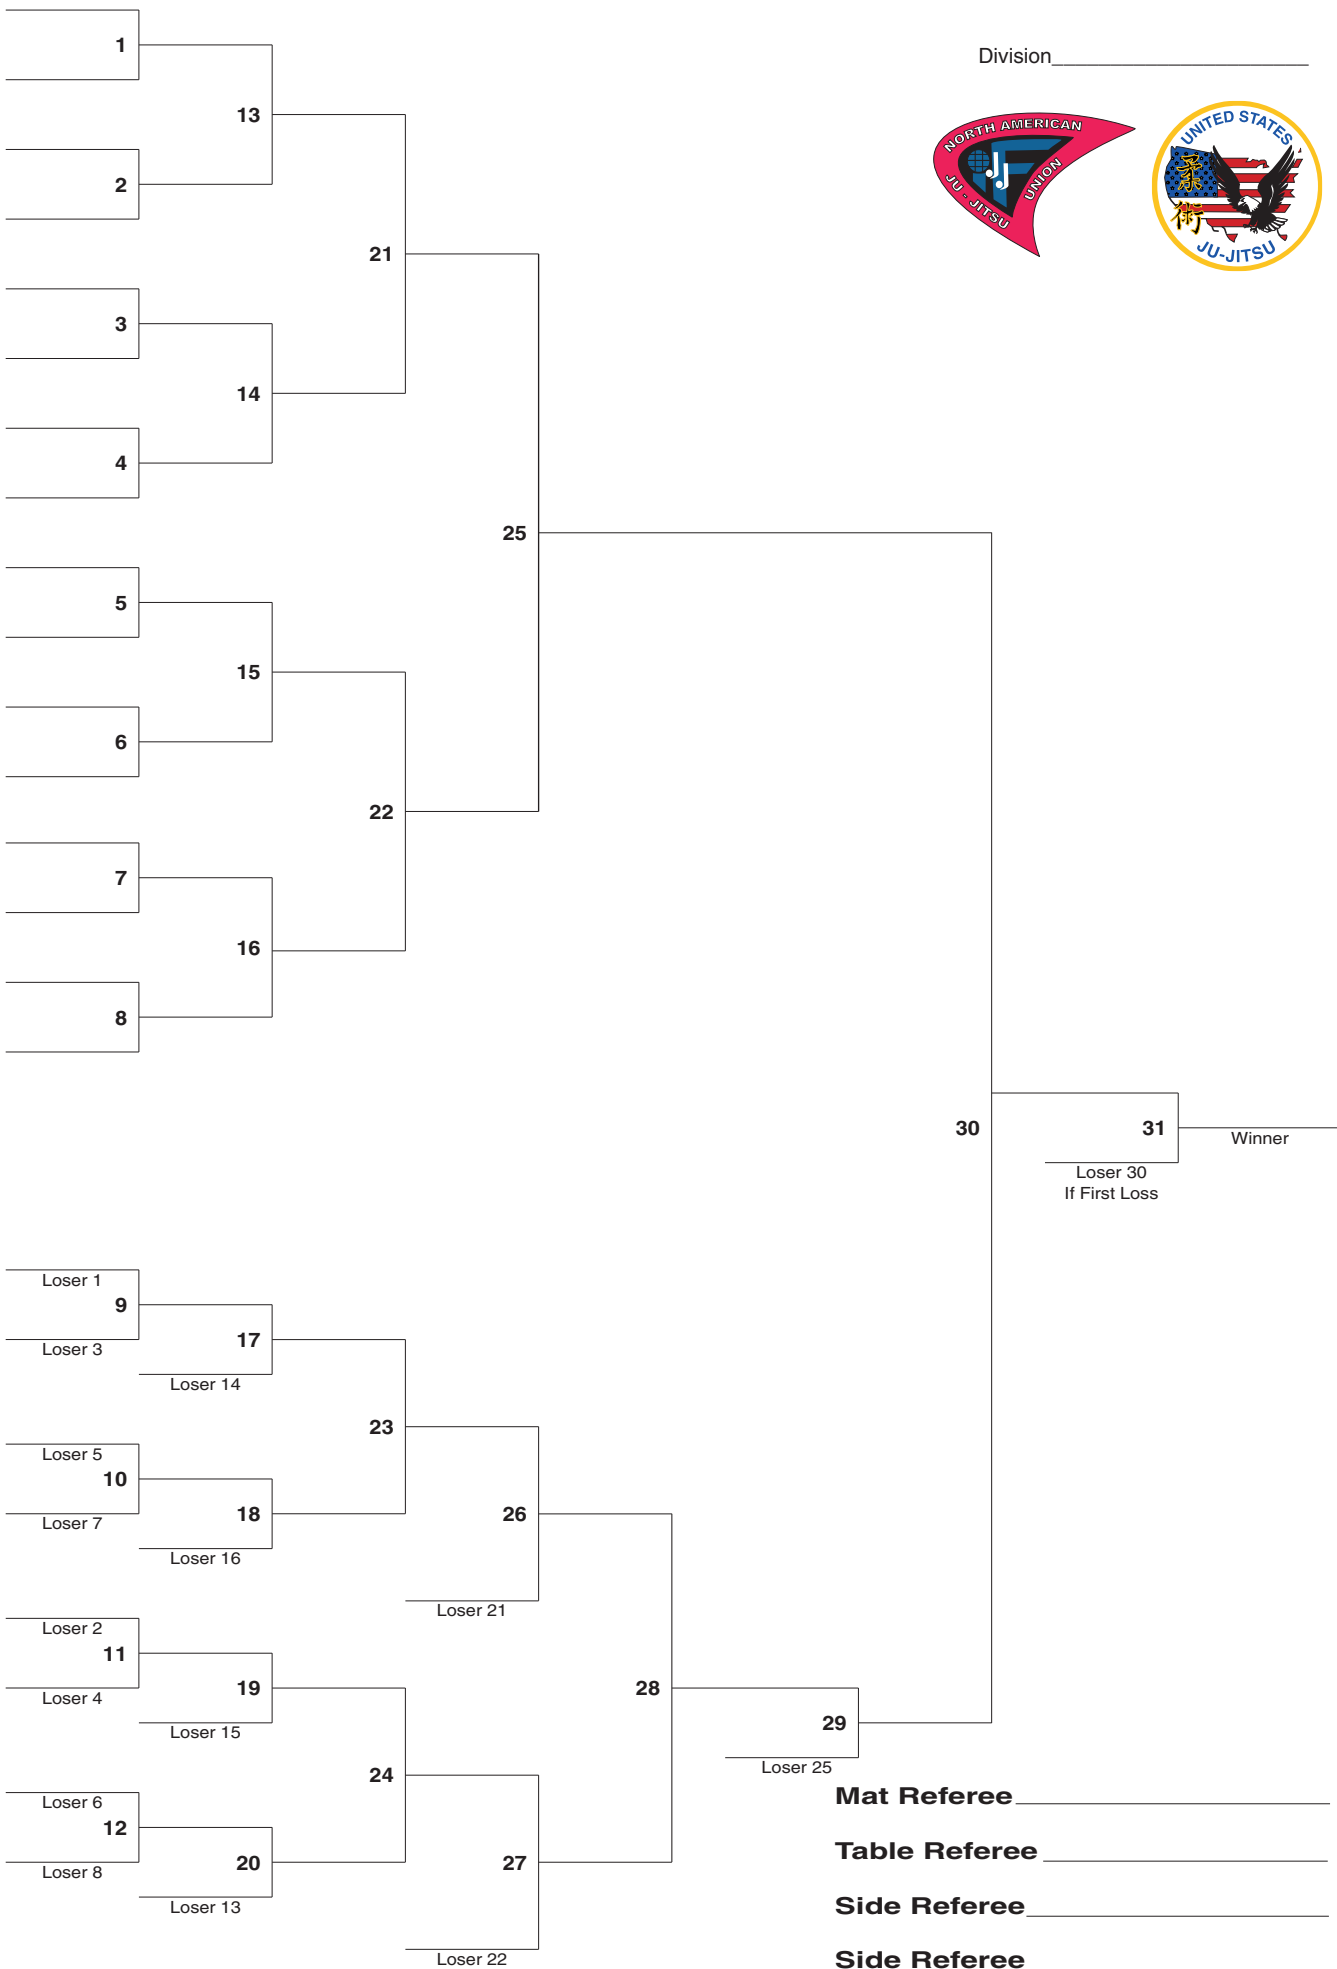 1
Division
13
NORTH AMERICAN
JU - JITSU
UNION
JJ
UNITED STATES
柔
術
JU-JITSU
2
21
3
14
4
25
5
15
6
22
7
16
8
30
31
Winner
Loser 30
If First Loss
Loser 1
9
Loser 3
17
Loser 14
23
Loser 5
10
Loser 7
18
Loser 16
26
Loser 21
Loser 2
11
Loser 4
19
Loser 15
28
29
Loser 25
24
Loser 6
12
Loser 8
20
Loser 13
27
Loser 22
Mat Referee
Table Referee
Side Referee
Side Referee